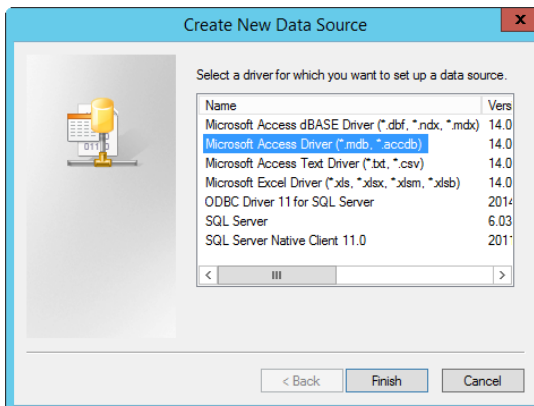 Create New Data Source
x
Select a driver for which you want to set up a data source.
Name Vers
Microsoft Access dBASE Driver (*.dbf, *.ndx, *.mdx) 14.0
Microsoft Access Driver (*.mdb, *.accdb) 14.0
Microsoft Access Text Driver (*.txt, *.csv) 14.0
Microsoft Excel Driver (*.xls, *.xlsx, *.xlsm, *.xlsb) 14.0
ODBC Driver 11 for SQL Server 2014
SQL Server 6.03
SQL Server Native Client 11.0 201
< Back Finish Cancel